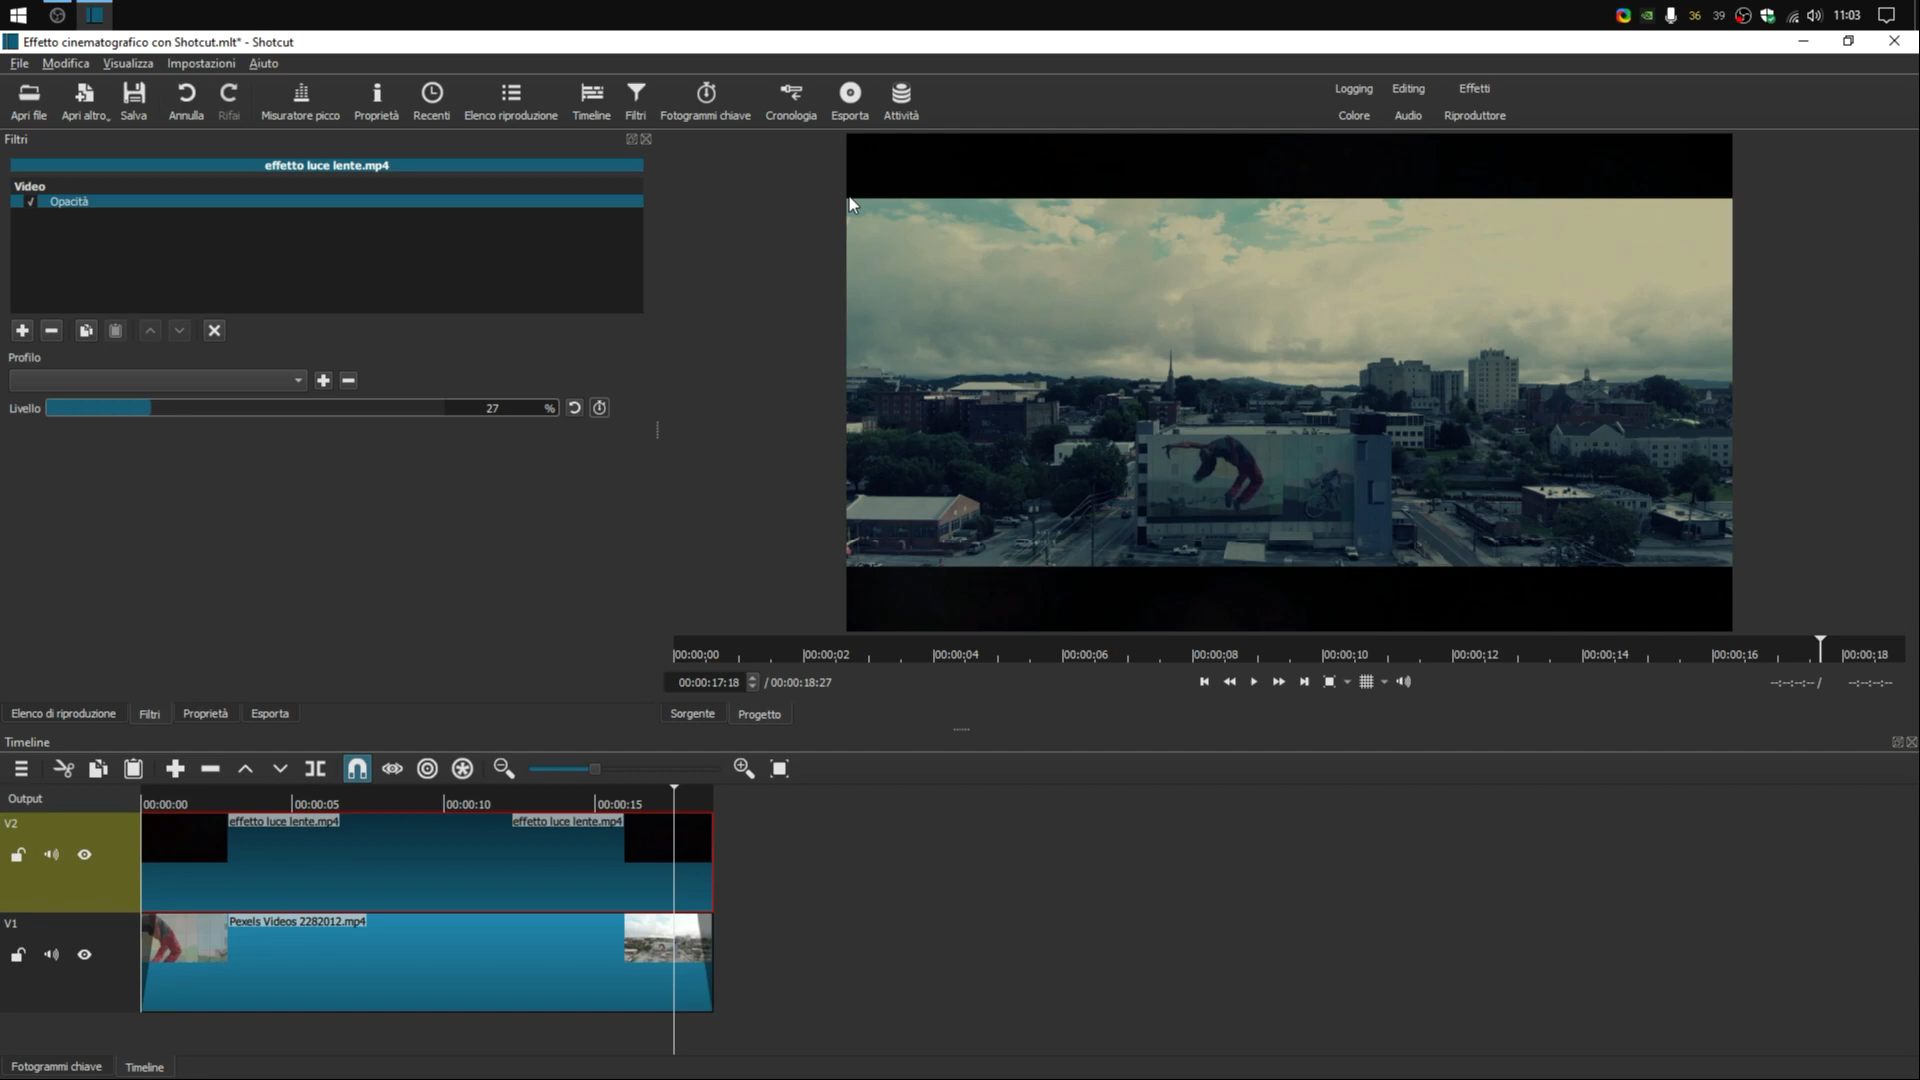 36 39 11:03
Effetto cinematografico con Shotcut.mlt* - Shotcut
File Modifica Visualizza Impostazioni Aiuto
Apri file Apri altro Salva Annulla Rifai Misuratore picco Proprietà Recenti Elenco riproduzione Timeline Filtri Fotogrammi chiave Cronologia Esporta Attività
Logging Editing Effetti
Colore Audio Riproduttore
Filtri
effetto luce lente.mp4
Video
Opacità
Profilo
Livello 27 %
00:00:00 00:00:02 00:00:04 00:00:06 00:00:08 00:00:10 00:00:12 00:00:14 00:00:16 00:00:18
00:00:17:18 / 00:00:18:27 --:--:--:-- / --:--:--:--
Elenco di riproduzione Filtri Proprietà Esporta Sorgente Progetto
Timeline
Output 00:00:00 00:00:05 00:00:10 00:00:15
V2 effetto luce lente.mp4 effetto luce lente.mp4
V1 Pexels Videos 2282012.mp4
Fotogrammi chiave Timeline